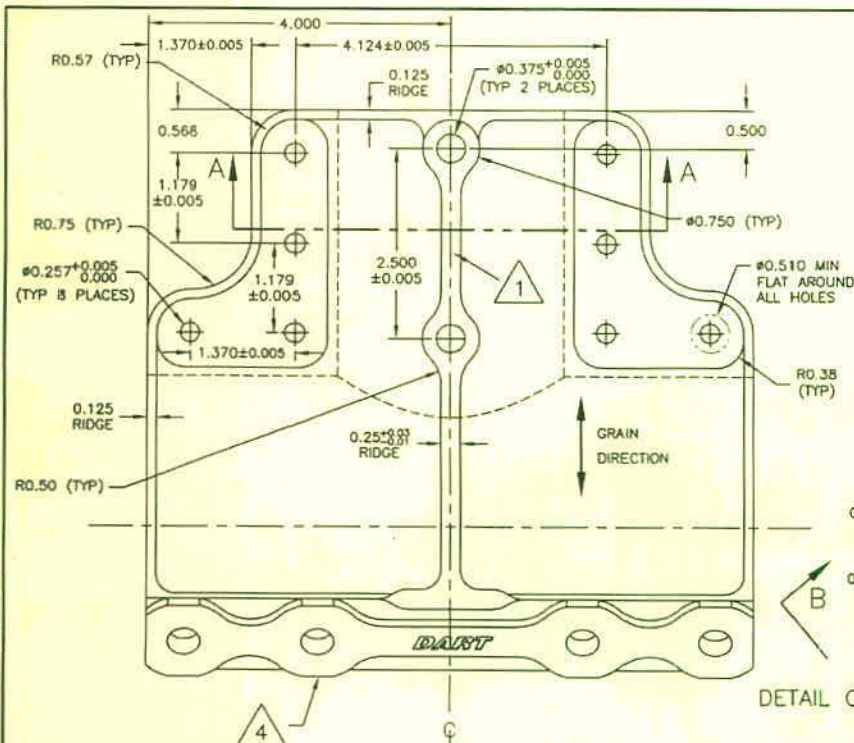 4.000
1.370±0.005
4.124±0.005
R0.57 (TYP)
0.125
RIDGE
ø0.375+0.005
0.000
(TYP 2 PLACES)
0.568
0.500
A
A
1.179
±0.005
R0.75 (TYP)
ø0.750 (TYP)
2.500
±0.005
1
ø0.257+0.005
0.000
(TYP 8 PLACES)
1.179
±0.005
ø0.510 MIN
FLAT AROUND
ALL HOLES
1.370±0.005
R0.38
(TYP)
0.125
RIDGE
0.25+0.03
-0.01
RIDGE
GRAIN
DIRECTION
R0.50 (TYP)
B
DART
DETAIL
4